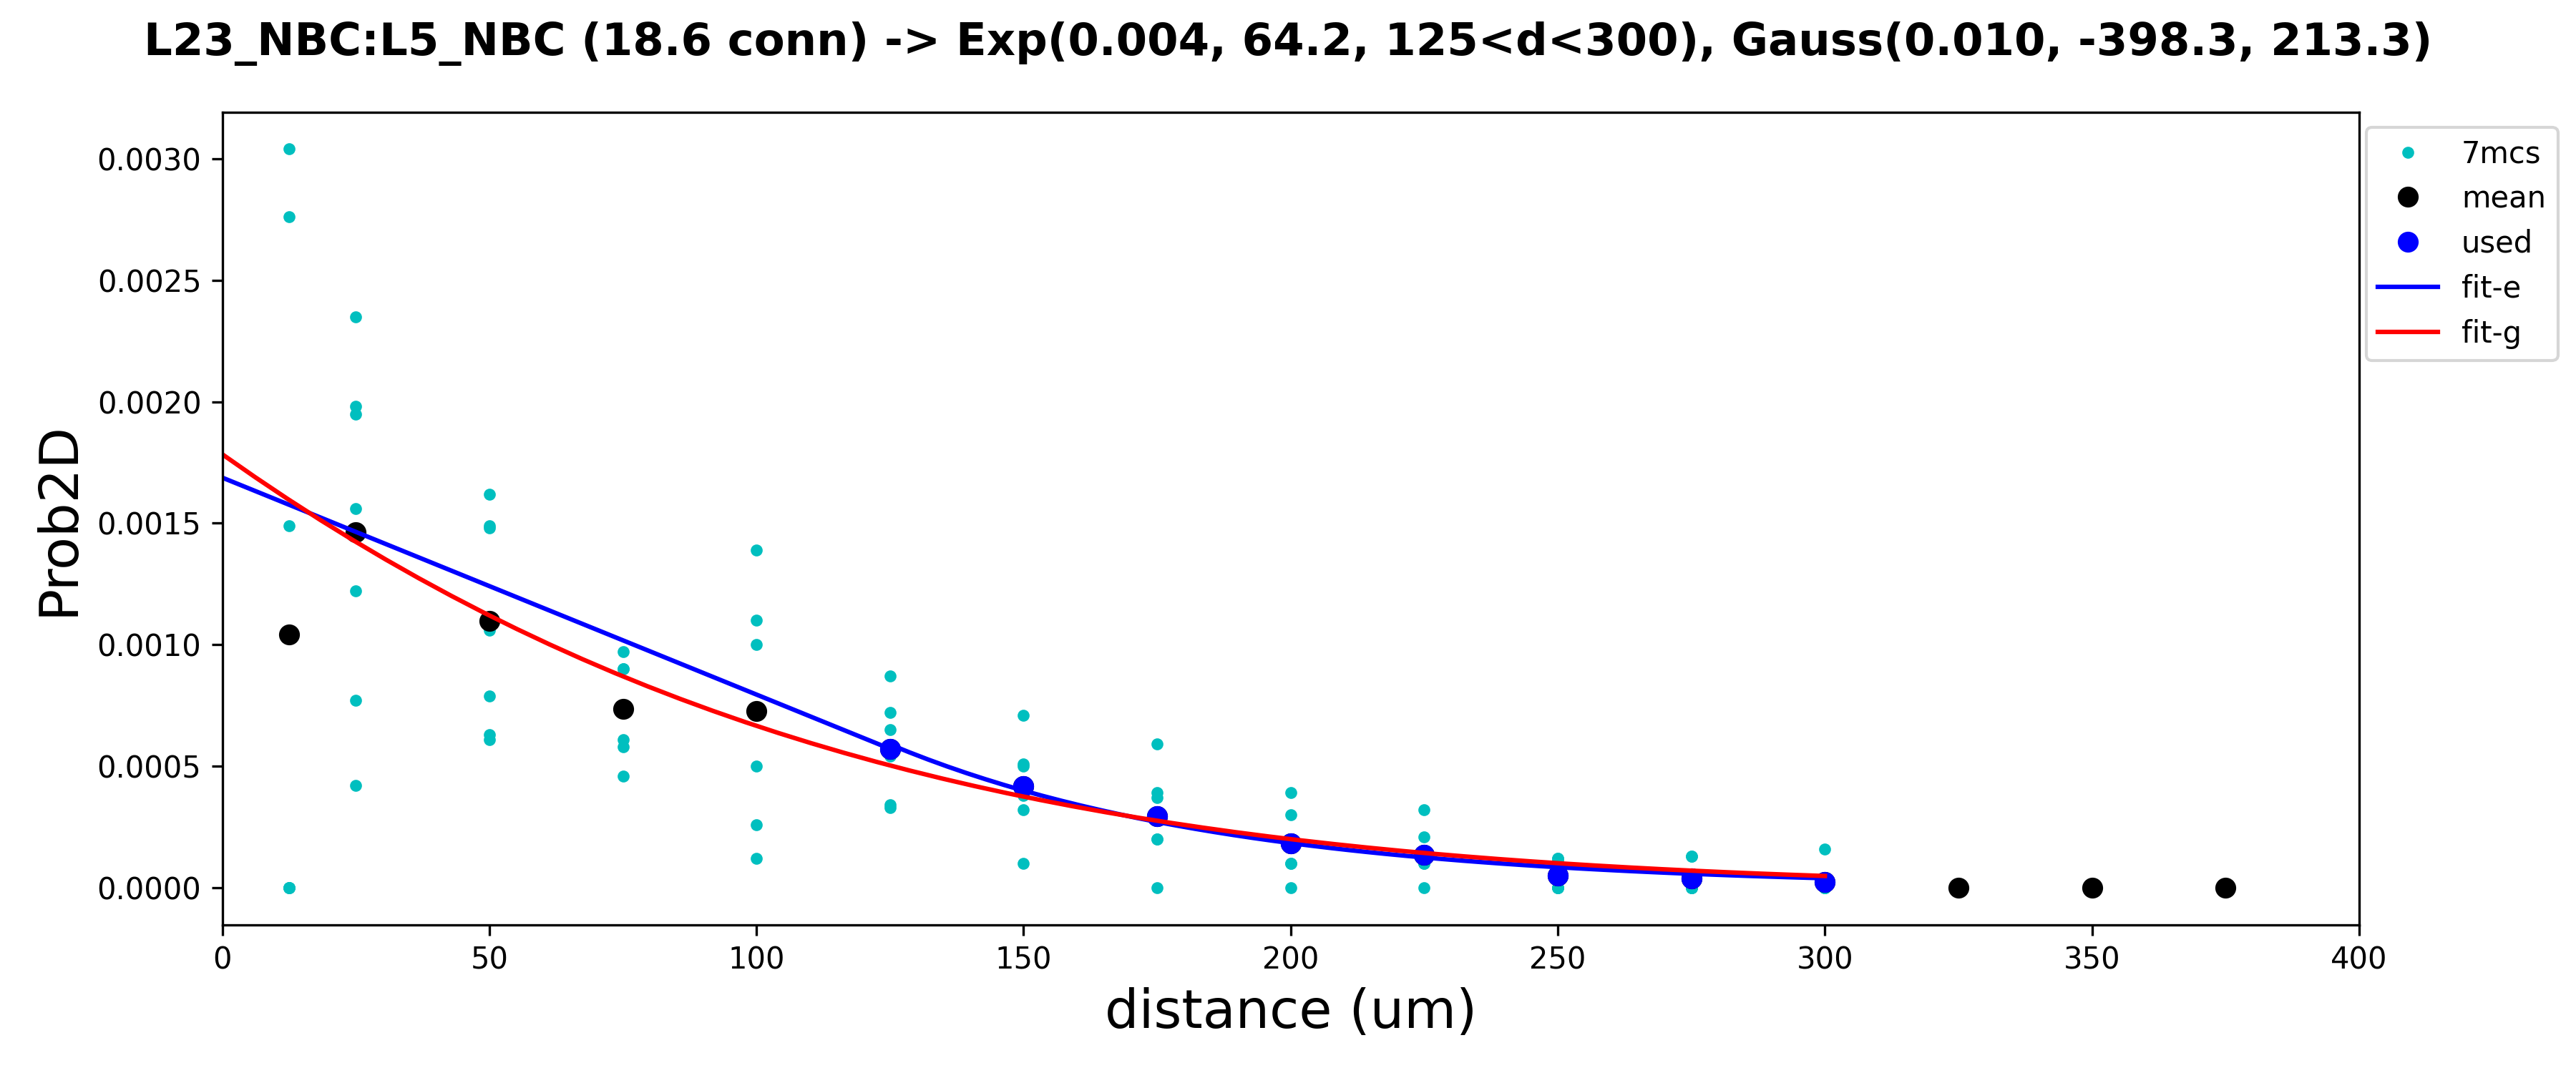 L23_NBC:L5_NBC (18.6 conn) -> Exp(0.004, 64.2, 125<d<300), Gauss(0.010, -398.3, 213.3)
0.0030
0.0025
0.0020
0.0015
0.0010
0.0005
0.0000
Prob2D
0 50 100 150 200 250 300 350 400
distance (um)
7mcs
mean
used
fit-e
fit-g